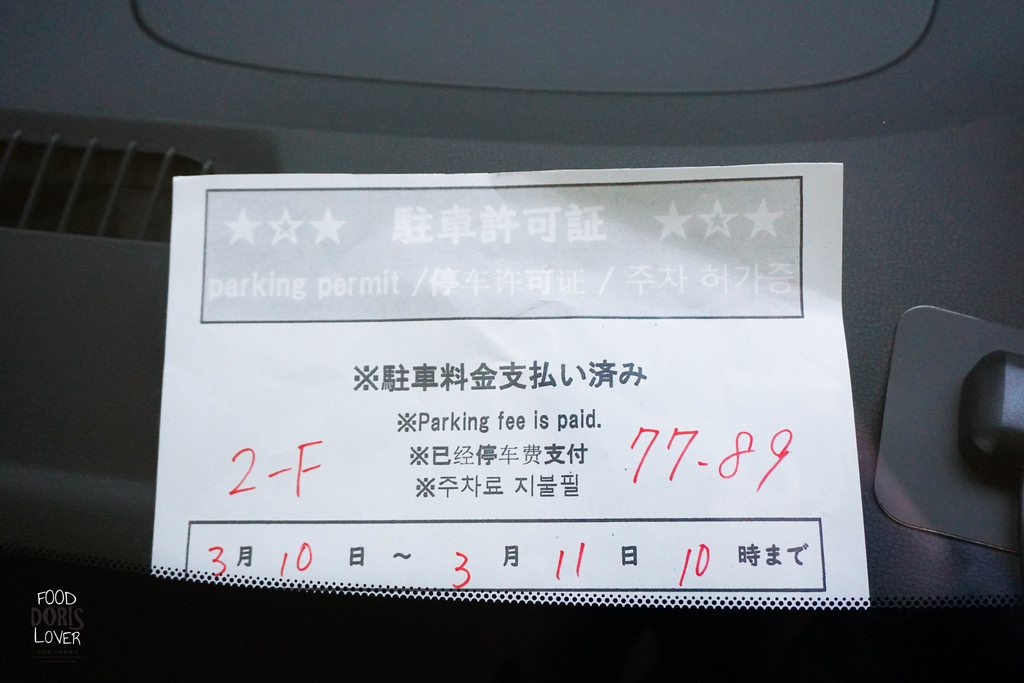 ★☆★ 駐車許可証 ★☆★
parking permit /停车许可证 / 주차 허가증
※駐車料金支払い済み
※Parking fee is paid.
※已经停车费支付
※주차료 지불필
2-F
77-89
3月 10 日 ~ 3 月 11 日 10 時まで
FOOD
DORIS
LOVER